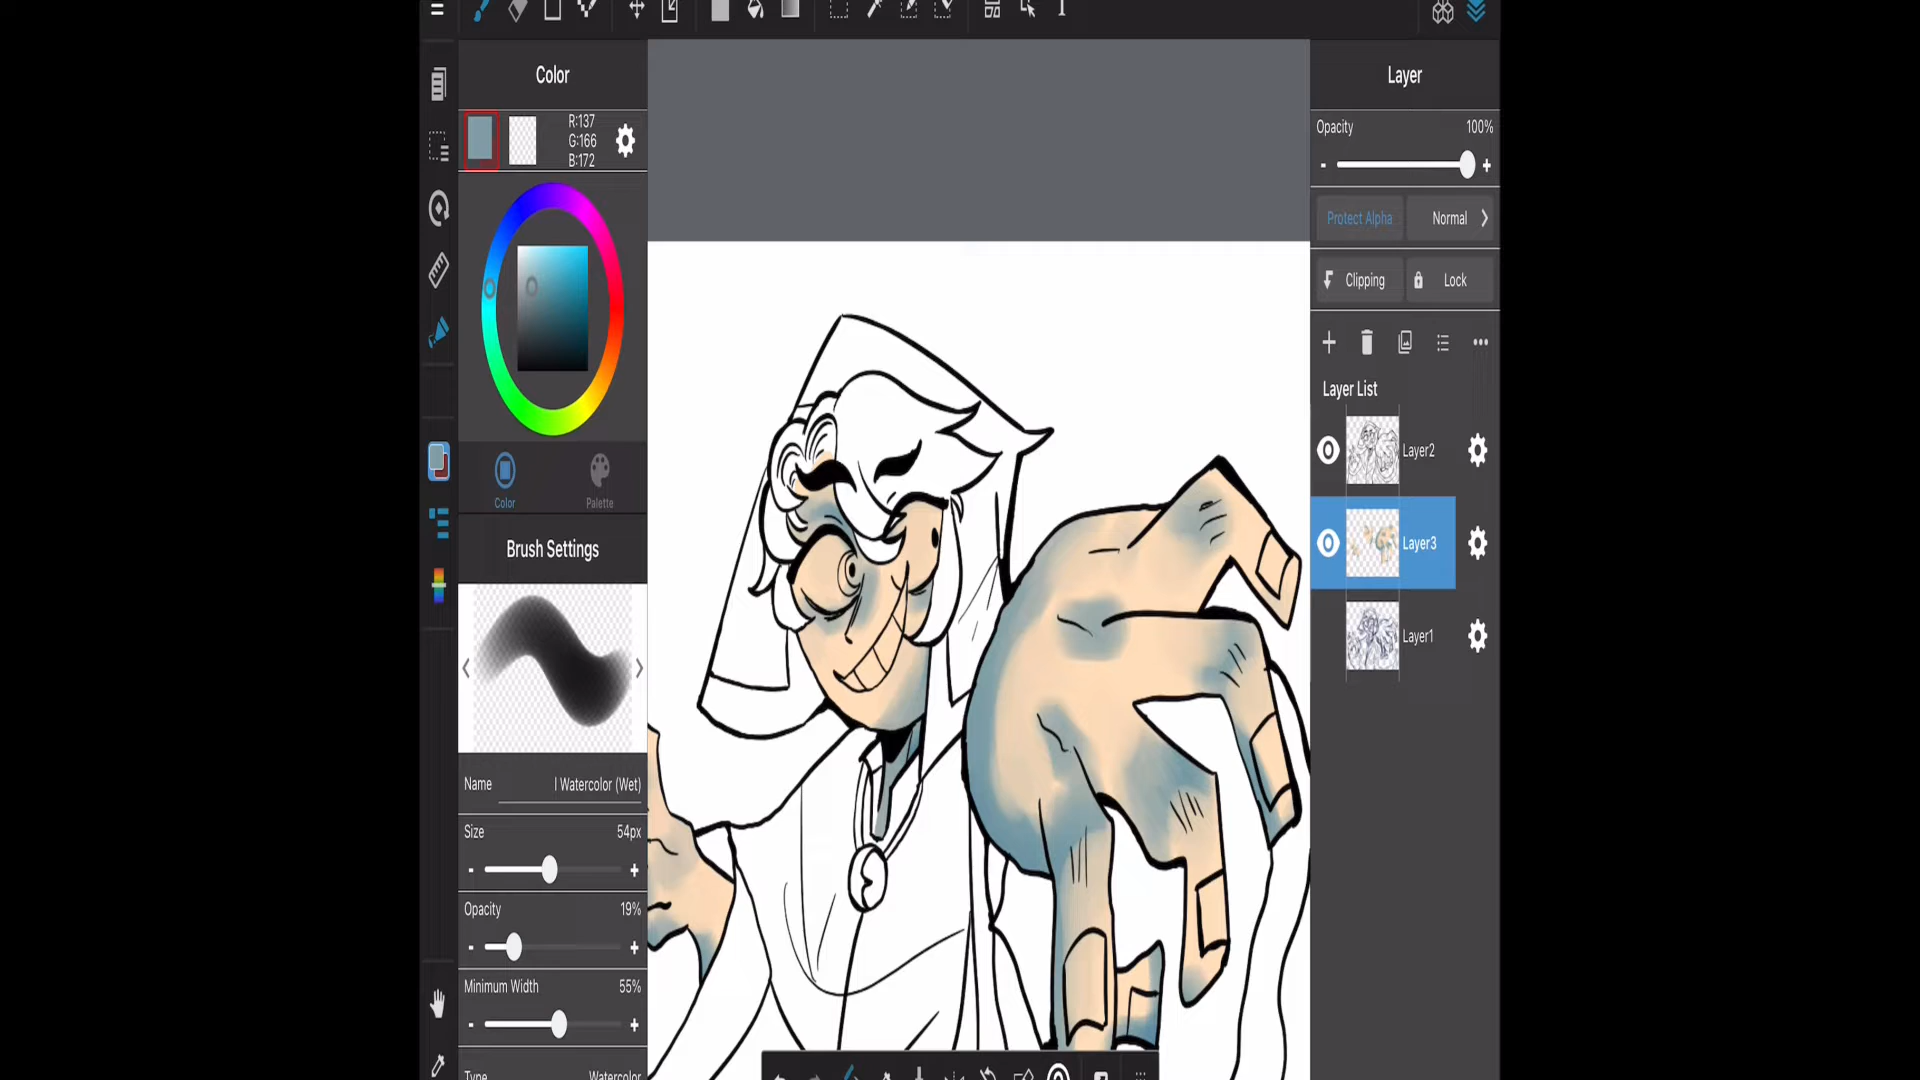 Color
R:137
G:166
B:172
Color
Palette
Brush Settings
Name
l Watercolor (Wet)
Size
54px
Opacity
19%
Minimum Width
55%
Type
Watercolor
Layer
Opacity
100%
Protect Alpha
Normal
Clipping
Lock
Layer List
Layer2
Layer3
Layer1